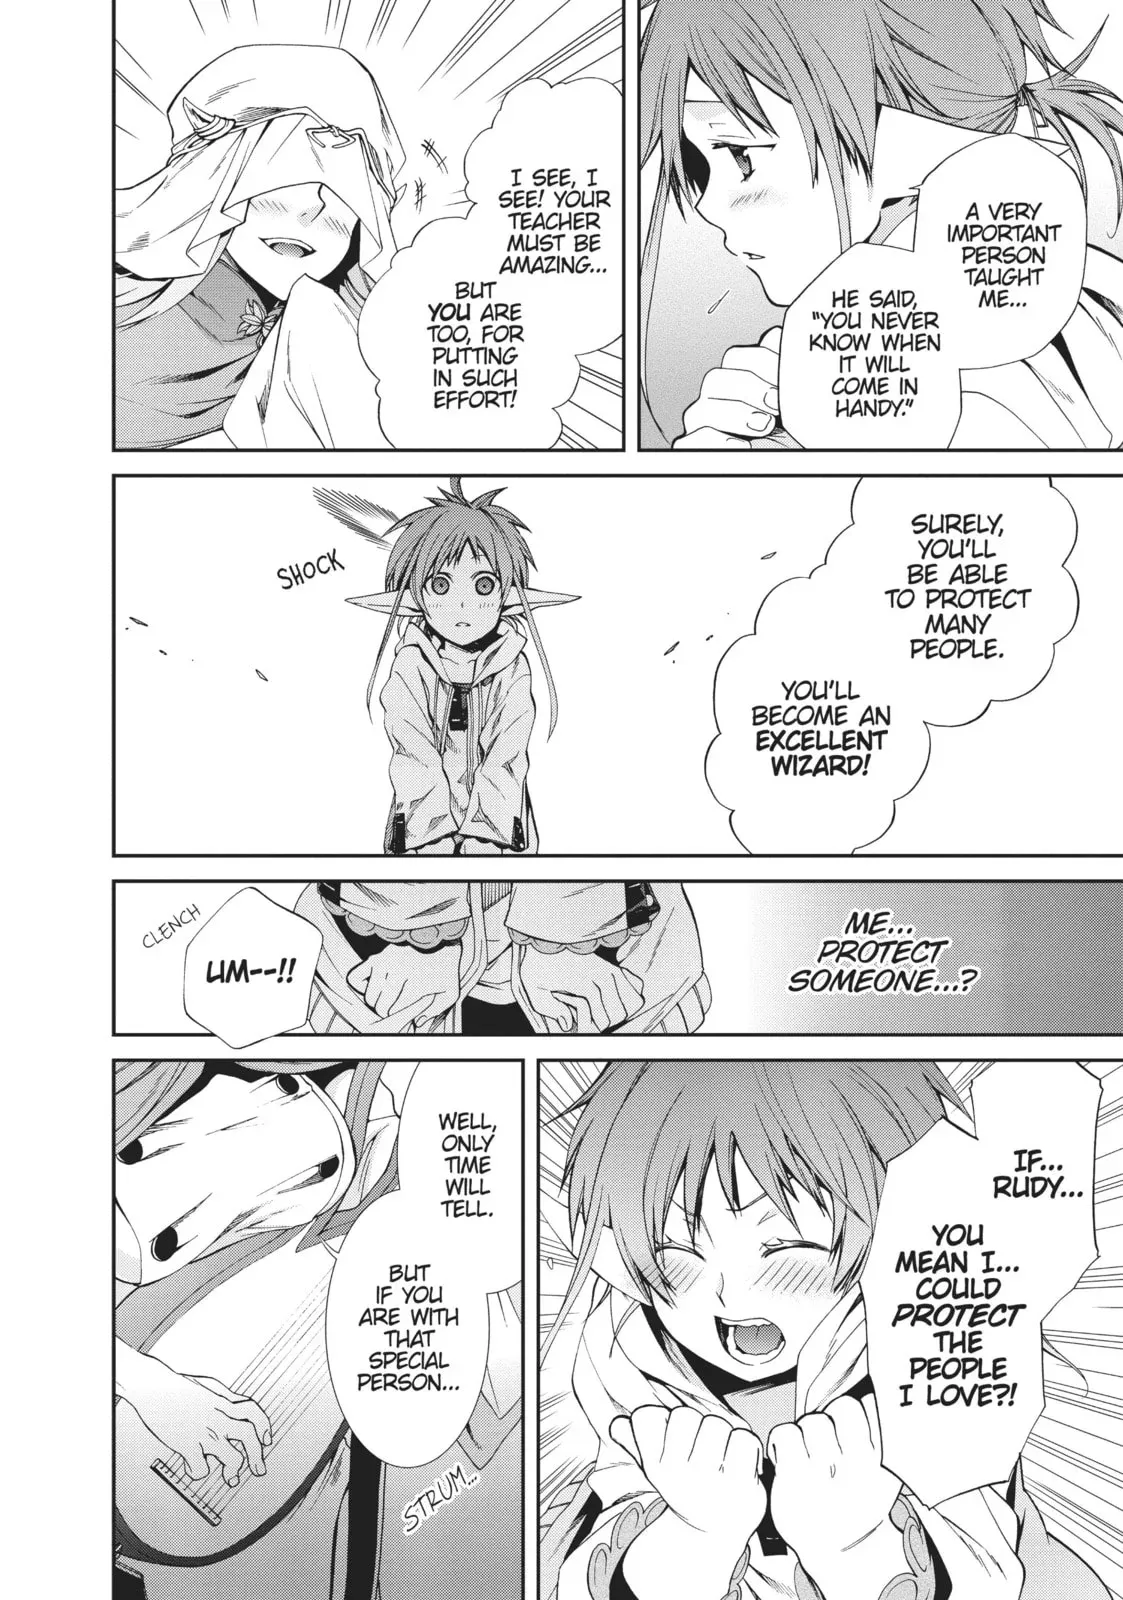 A VERY
IMPORTANT
PERSON
TAUGHT
ME...
HE SAID,
"YOU NEVER
KNOW WHEN
IT WILL
COME IN
HANDY."
I SEE, I
SEE! YOUR
TEACHER
MUST BE
AMAZING...
BUT
YOU ARE
TOO, FOR
PUTTING
IN SUCH
EFFORT!
SURELY,
YOU'LL
BE ABLE
TO PROTECT
MANY
PEOPLE.
YOU'LL
BECOME AN
EXCELLENT
WIZARD!
SHOCK
ME...
PROTECT
SOMEONE...?
UM--!!
CLENCH
IF...
RUDY...
YOU
MEAN I...
COULD
PROTECT
THE
PEOPLE
I LOVE?!
WELL,
ONLY
TIME
WILL
TELL.
BUT
IF YOU
ARE WITH
THAT
SPECIAL
PERSON...
STRUM...